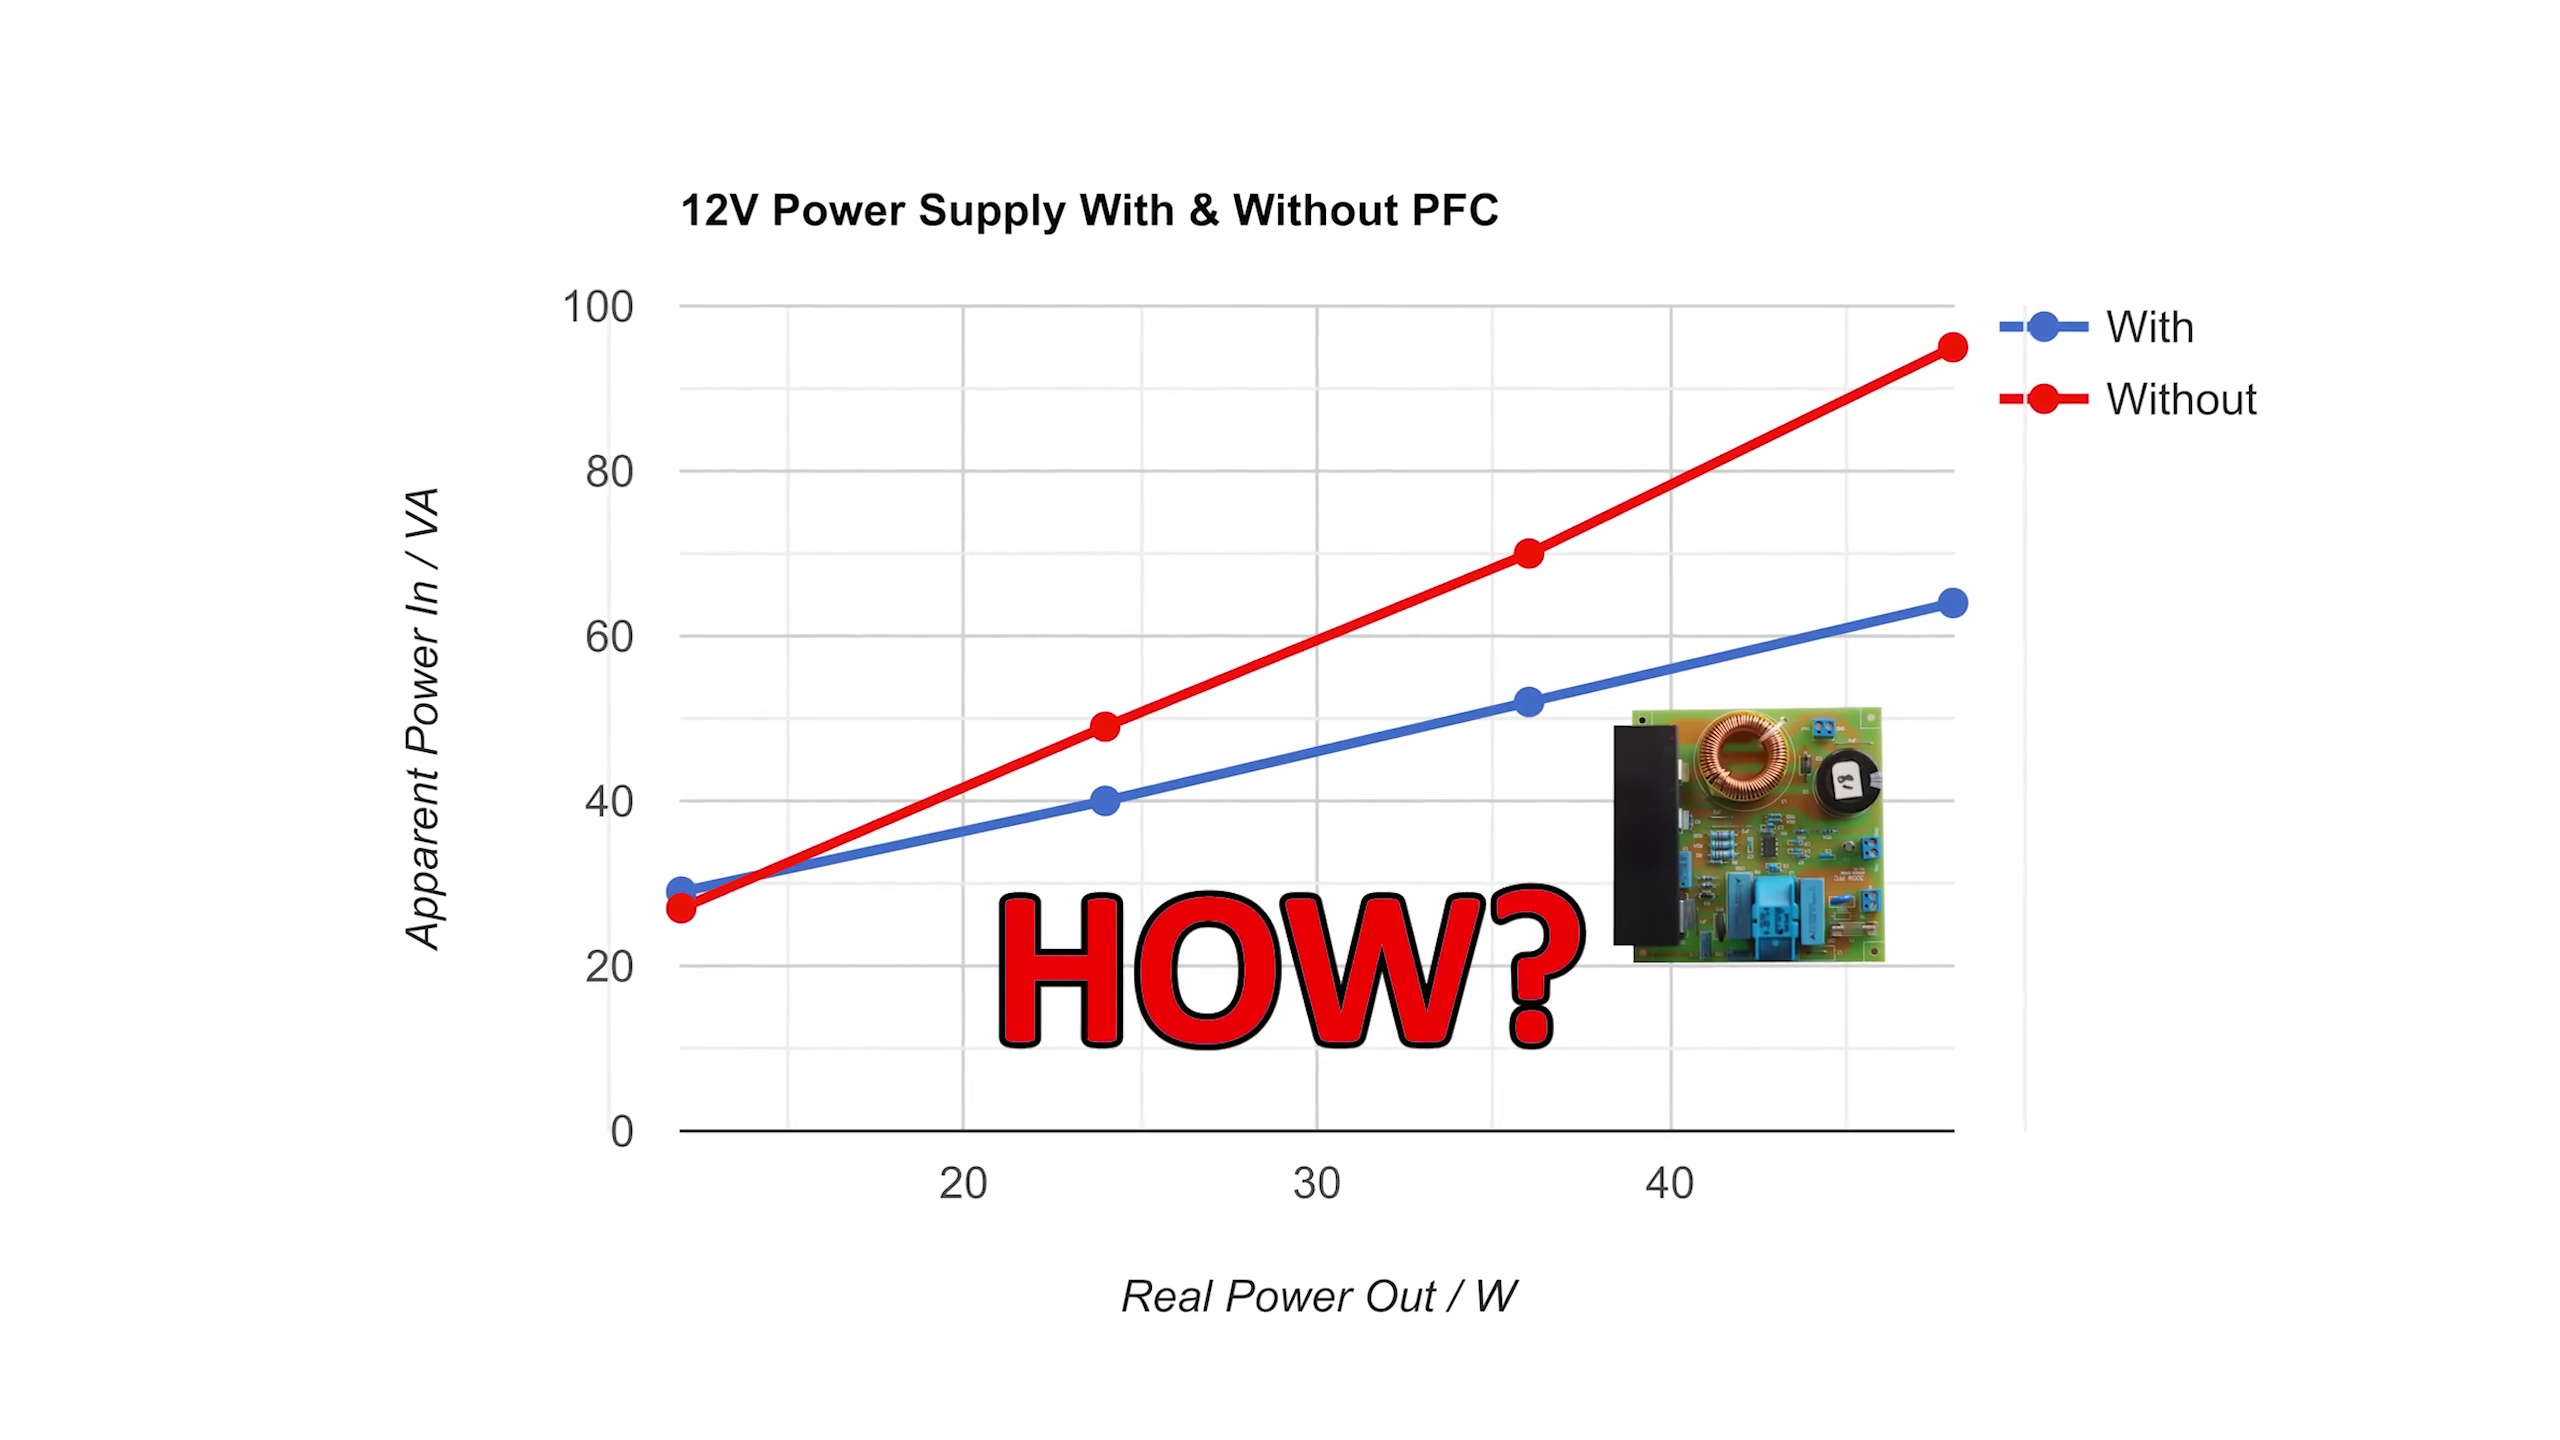 12V Power Supply With & Without PFC
100
80
60
40
20
0
Apparent Power In / VA
With
Without
HOW?
20
30
40
Real Power Out / W